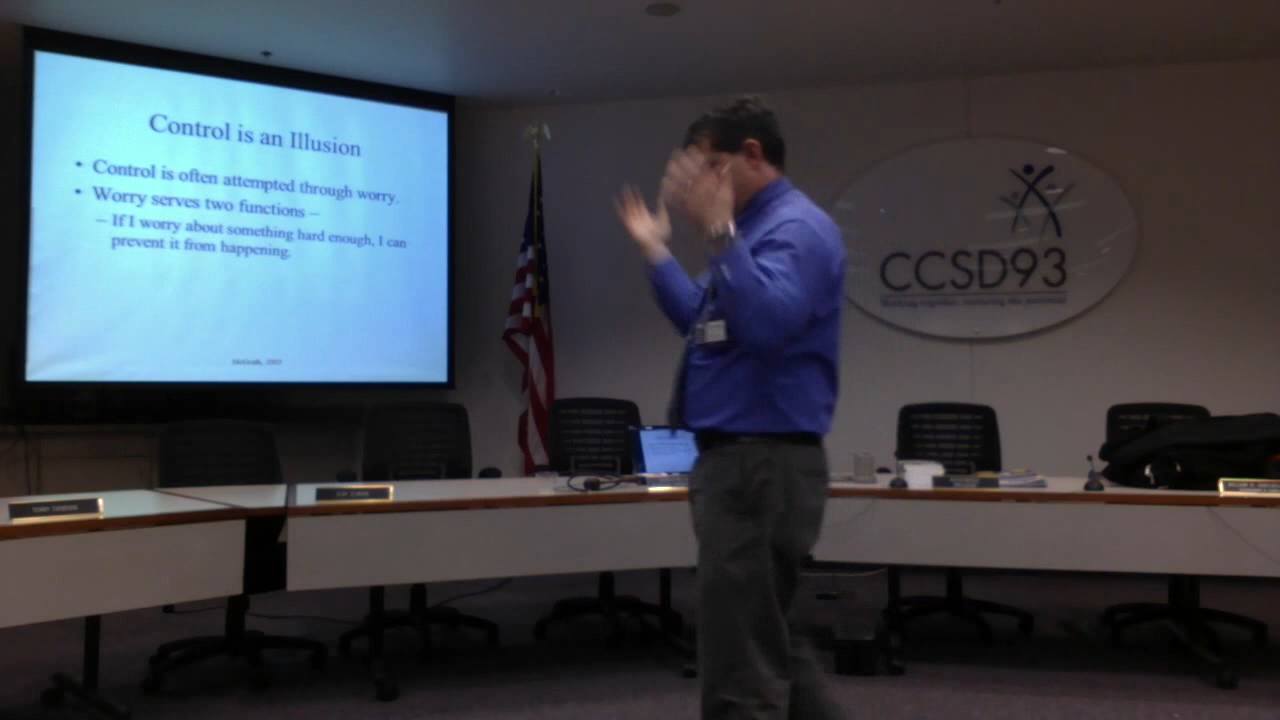 Control is an Illusion
• Control is often attempted through worry.
• Worry serves two functions –
– If I worry about something hard enough, I can
prevent it from happening.
CCSD93